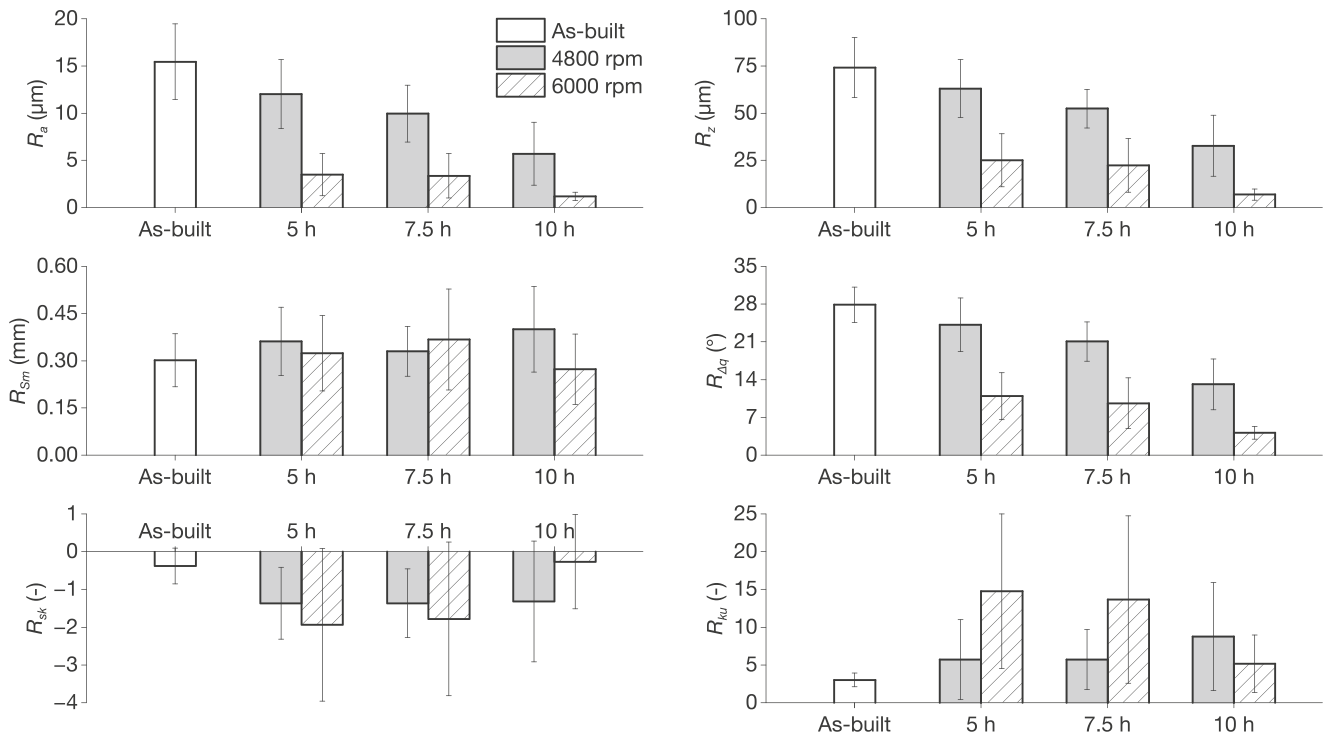 As-built
4800 rpm
6000 rpm
20
15
10
5
0
Ra (µm)
As-built 5 h 7.5 h 10 h
100
75
50
25
0
Rz (µm)
As-built 5 h 7.5 h 10 h
0.60
0.45
0.30
0.15
0.00
RSm (mm)
As-built 5 h 7.5 h 10 h
35
28
21
14
7
0
RΔq (°)
As-built 5 h 7.5 h 10 h
1
0
−1
−2
−3
−4
Rsk (-)
As-built 5 h 7.5 h 10 h
25
20
15
10
5
0
Rku (-)
As-built 5 h 7.5 h 10 h